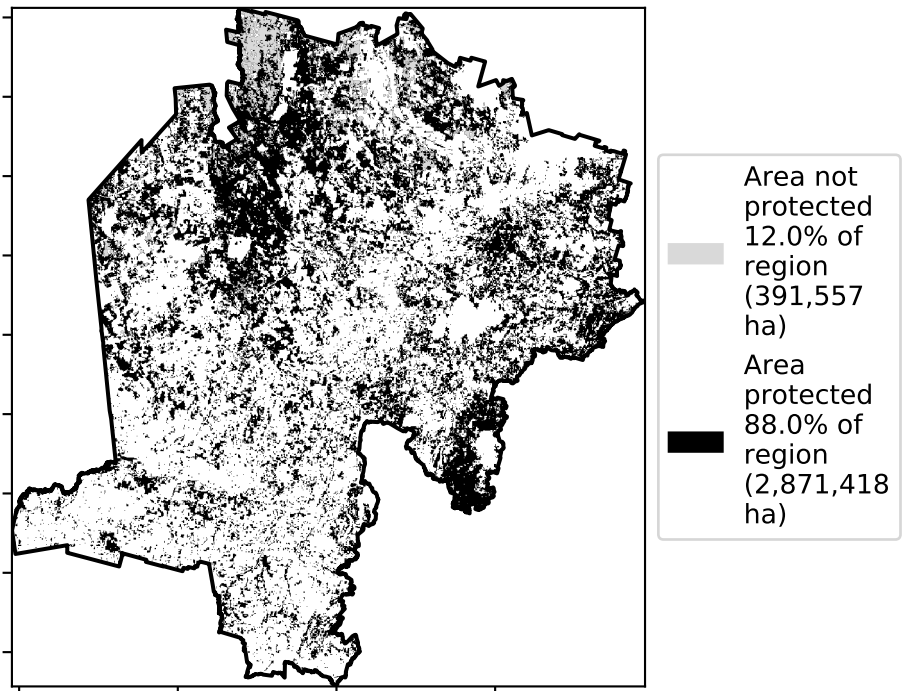 Area not
protected
12.0% of
region
(391,557
ha)
Area
protected
88.0% of
region
(2,871,418
ha)